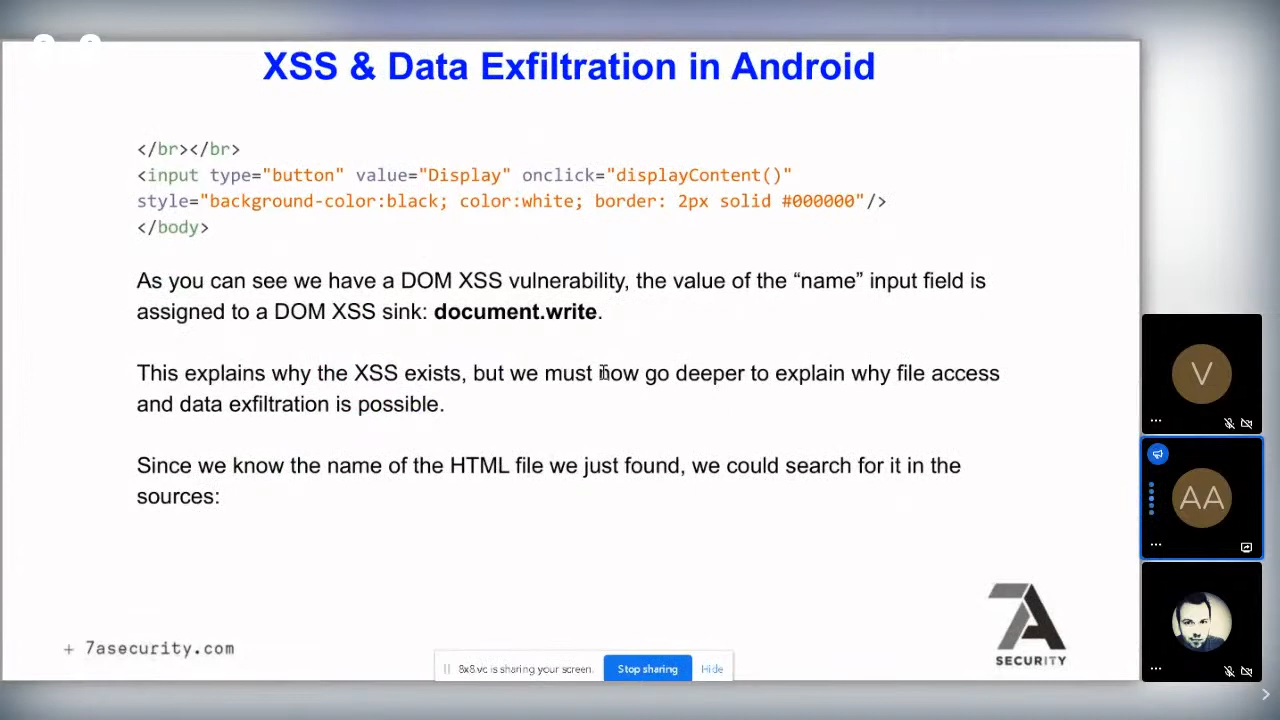 XSS & Data Exfiltration in Android
</br></br>
<input type="button" value="Display" onclick="displayContent()"
style="background-color:black; color:white; border: 2px solid #000000"/>
</body>
As you can see we have a DOM XSS vulnerability, the value of the “name” input field is
assigned to a DOM XSS sink: document.write.
This explains why the XSS exists, but we must now go deeper to explain why file access
and data exfiltration is possible.
Since we know the name of the HTML file we just found, we could search for it in the
sources:
+ 7asecurity.com
7A
SECURITY
8x8.vc is sharing your screen.
Stop sharing
Hide
V
AA